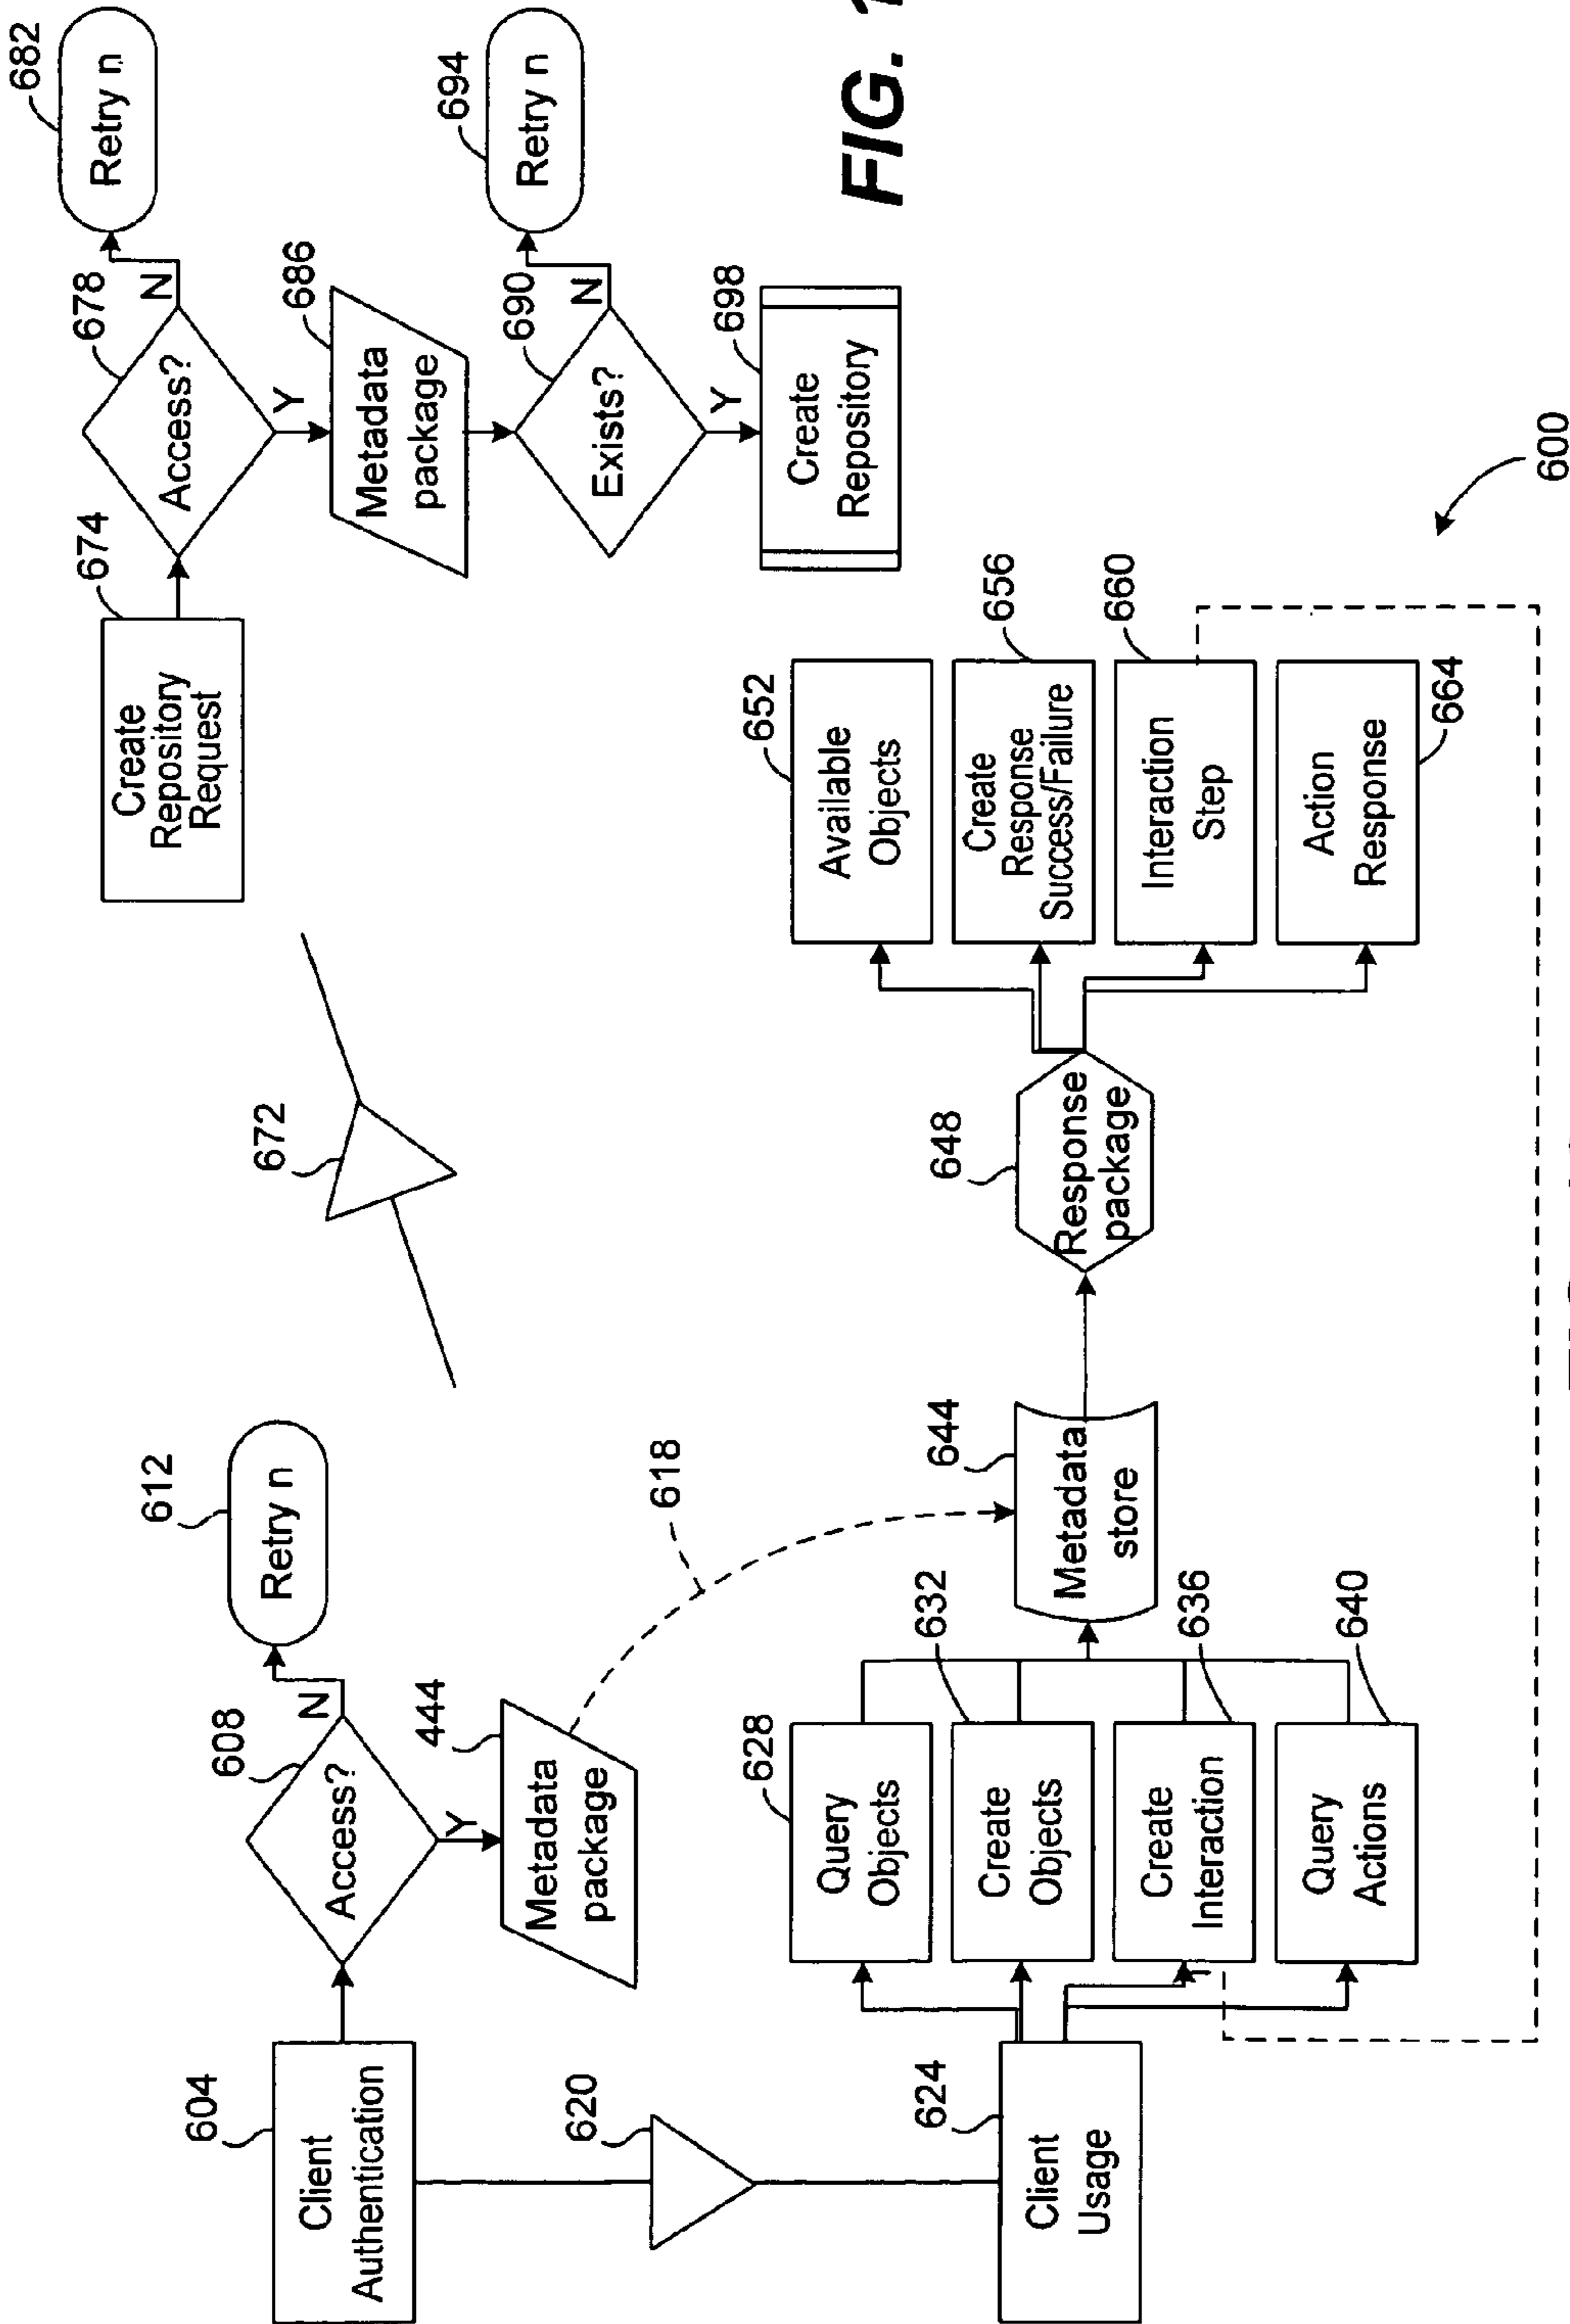 604
Client
Authentication
608
Access?
N
Y
612
Retry n
444
Metadata
package
618
620
624
Client
Usage
628
Query
Objects
632
Create
Objects
636
Create
Interaction
640
Query
Actions
644
Metadata
store
648
Response
package
652
Available
Objects
656
Create
Response
Success/Failure
660
Interaction
Step
664
Action
Response
600
672
674
Create
Repository
Request
678
Access?
N
Y
682
Retry n
686
Metadata
package
690
Exists?
N
Y
694
Retry n
698
Create
Repository
FIG.